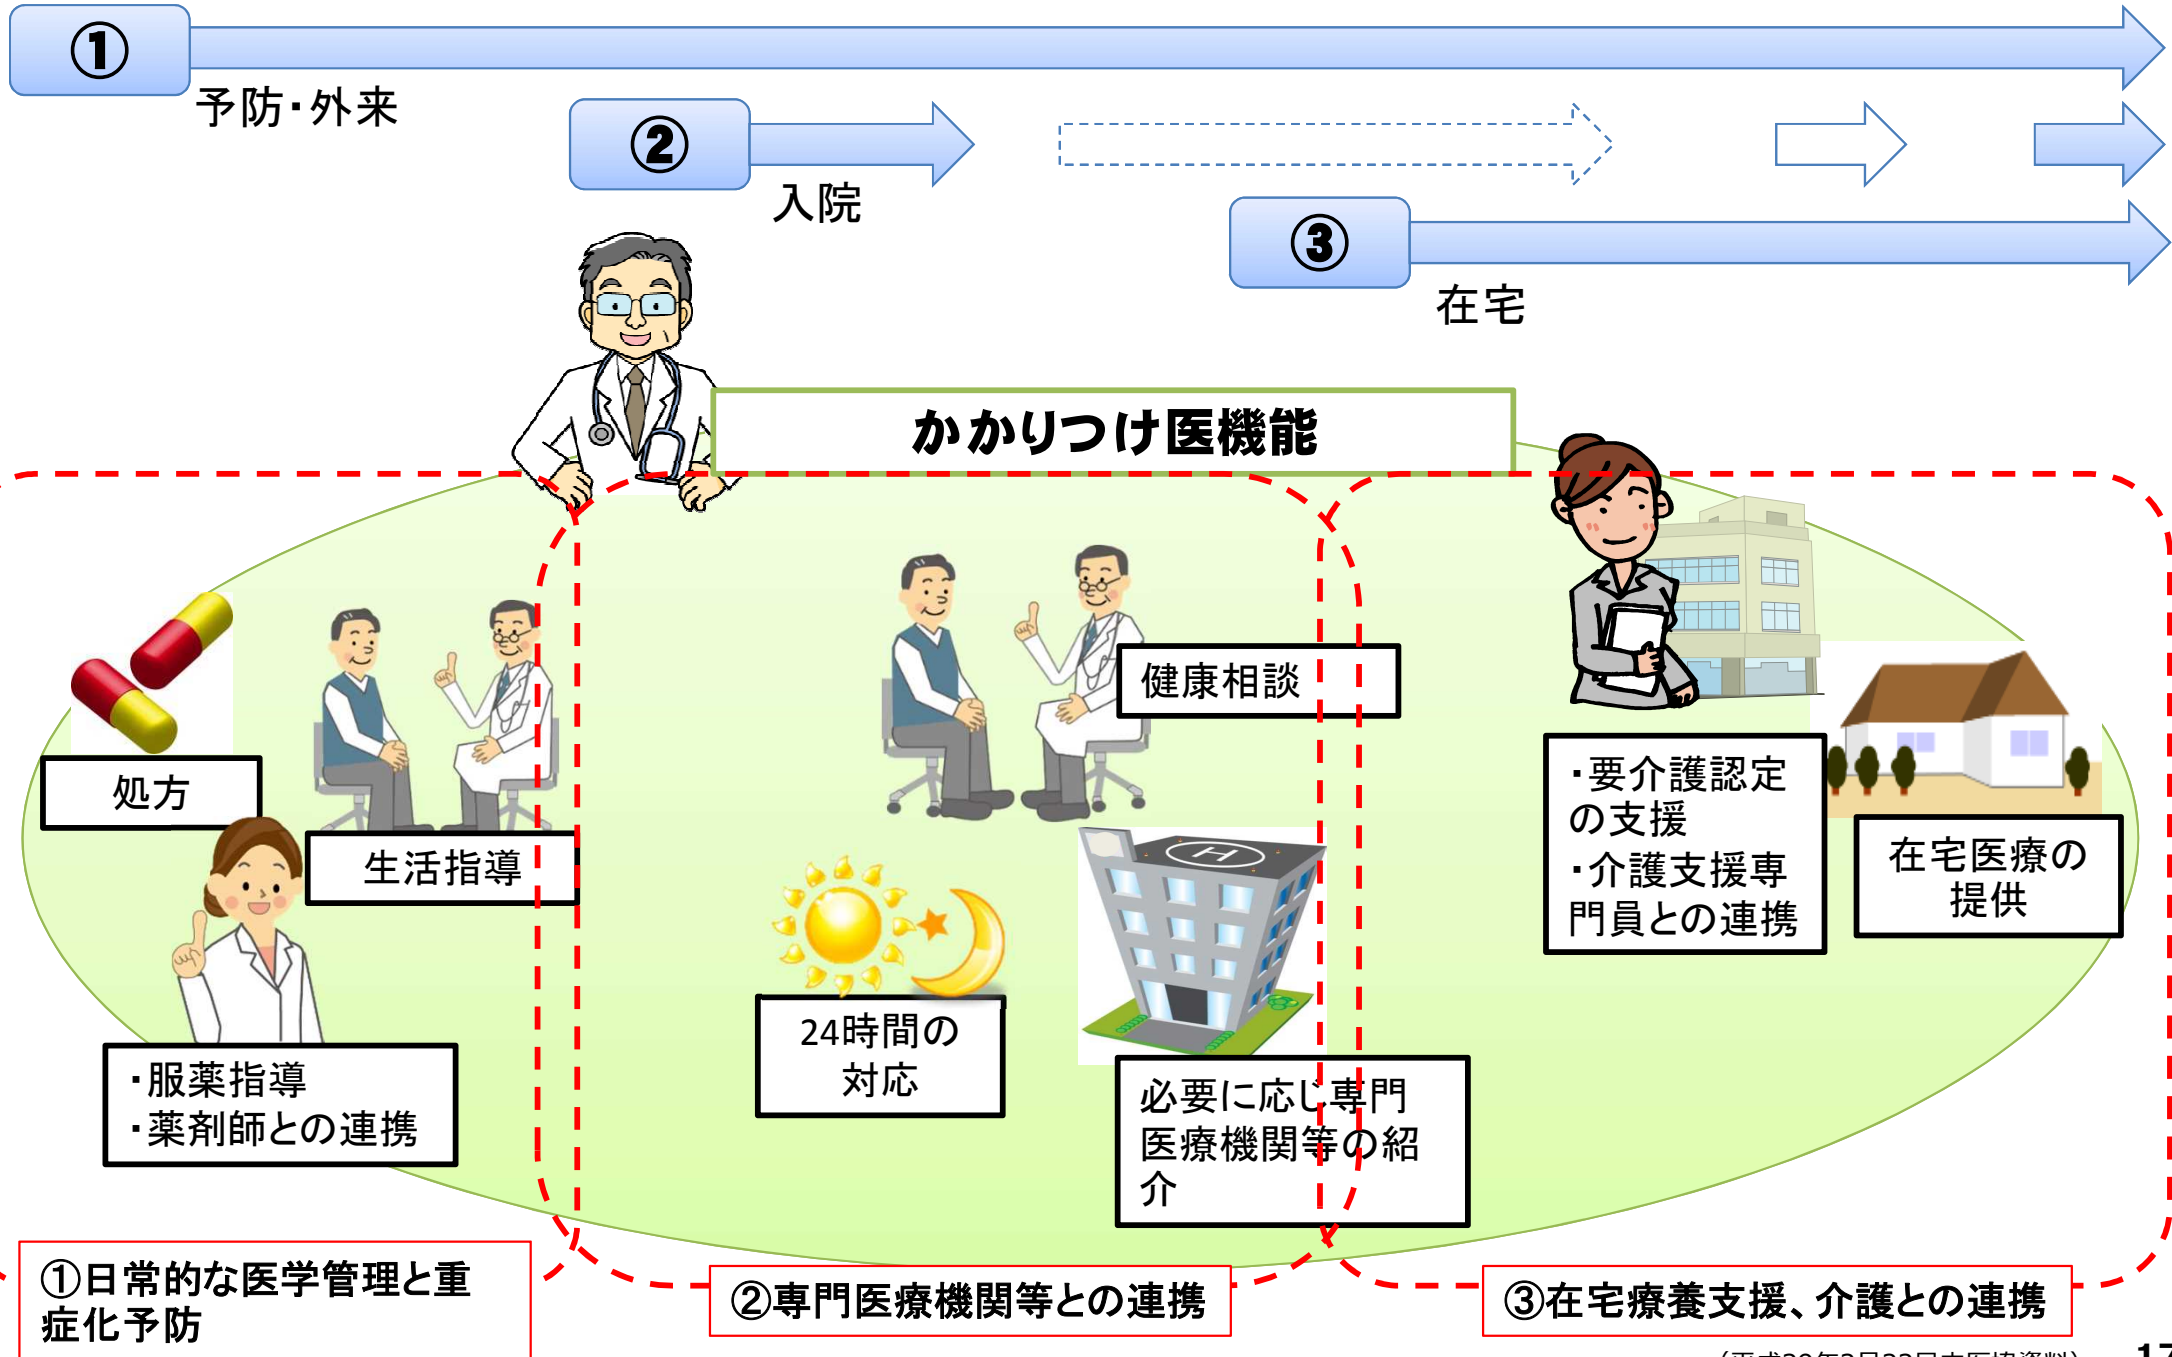 ①
予防・外来
②
入院
③
在宅
かかりつけ医機能
健康相談
処方
生活指導
・要介護認定
の支援
・介護支援専
門員との連携
在宅医療の
提供
24時間の
対応
・服薬指導
・薬剤師との連携
必要に応じ専門
医療機関等の紹
介
①日常的な医学管理と重
症化予防
②専門医療機関等との連携
③在宅療養支援、介護との連携